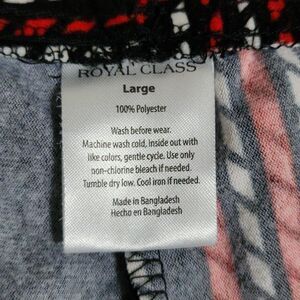 ROYAL CLASS
Large
100% Polyester
Wash before wear.
Machine wash cold, inside out with
like colors, gentle cycle. Use only
non-chlorine bleach if needed.
Tumble dry low. Cool iron if needed.
Made in Bangladesh
Hecho en Bangladesh